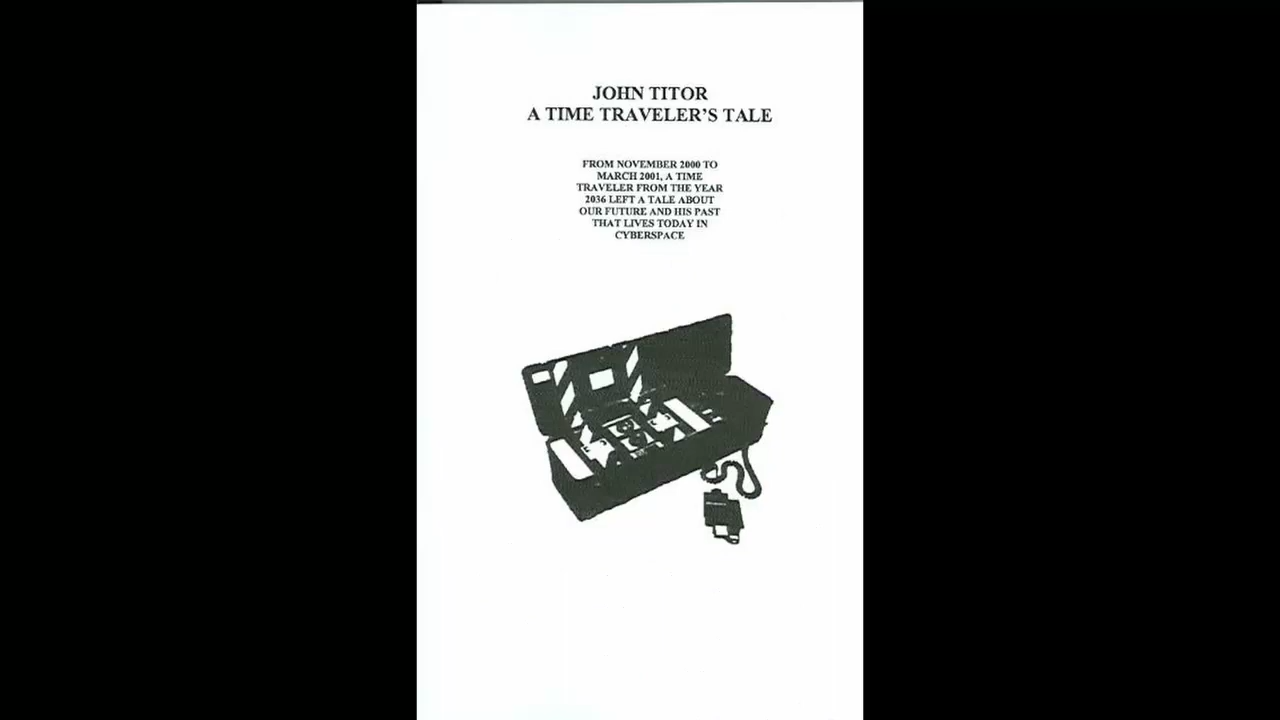 JOHN TITOR
A TIME TRAVELER'S TALE
FROM NOVEMBER 2000 TO
MARCH 2001, A TIME
TRAVELER FROM THE YEAR
2036 LEFT A TALE ABOUT
OUR FUTURE AND HIS PAST
THAT LIVES TODAY IN
CYBERSPACE